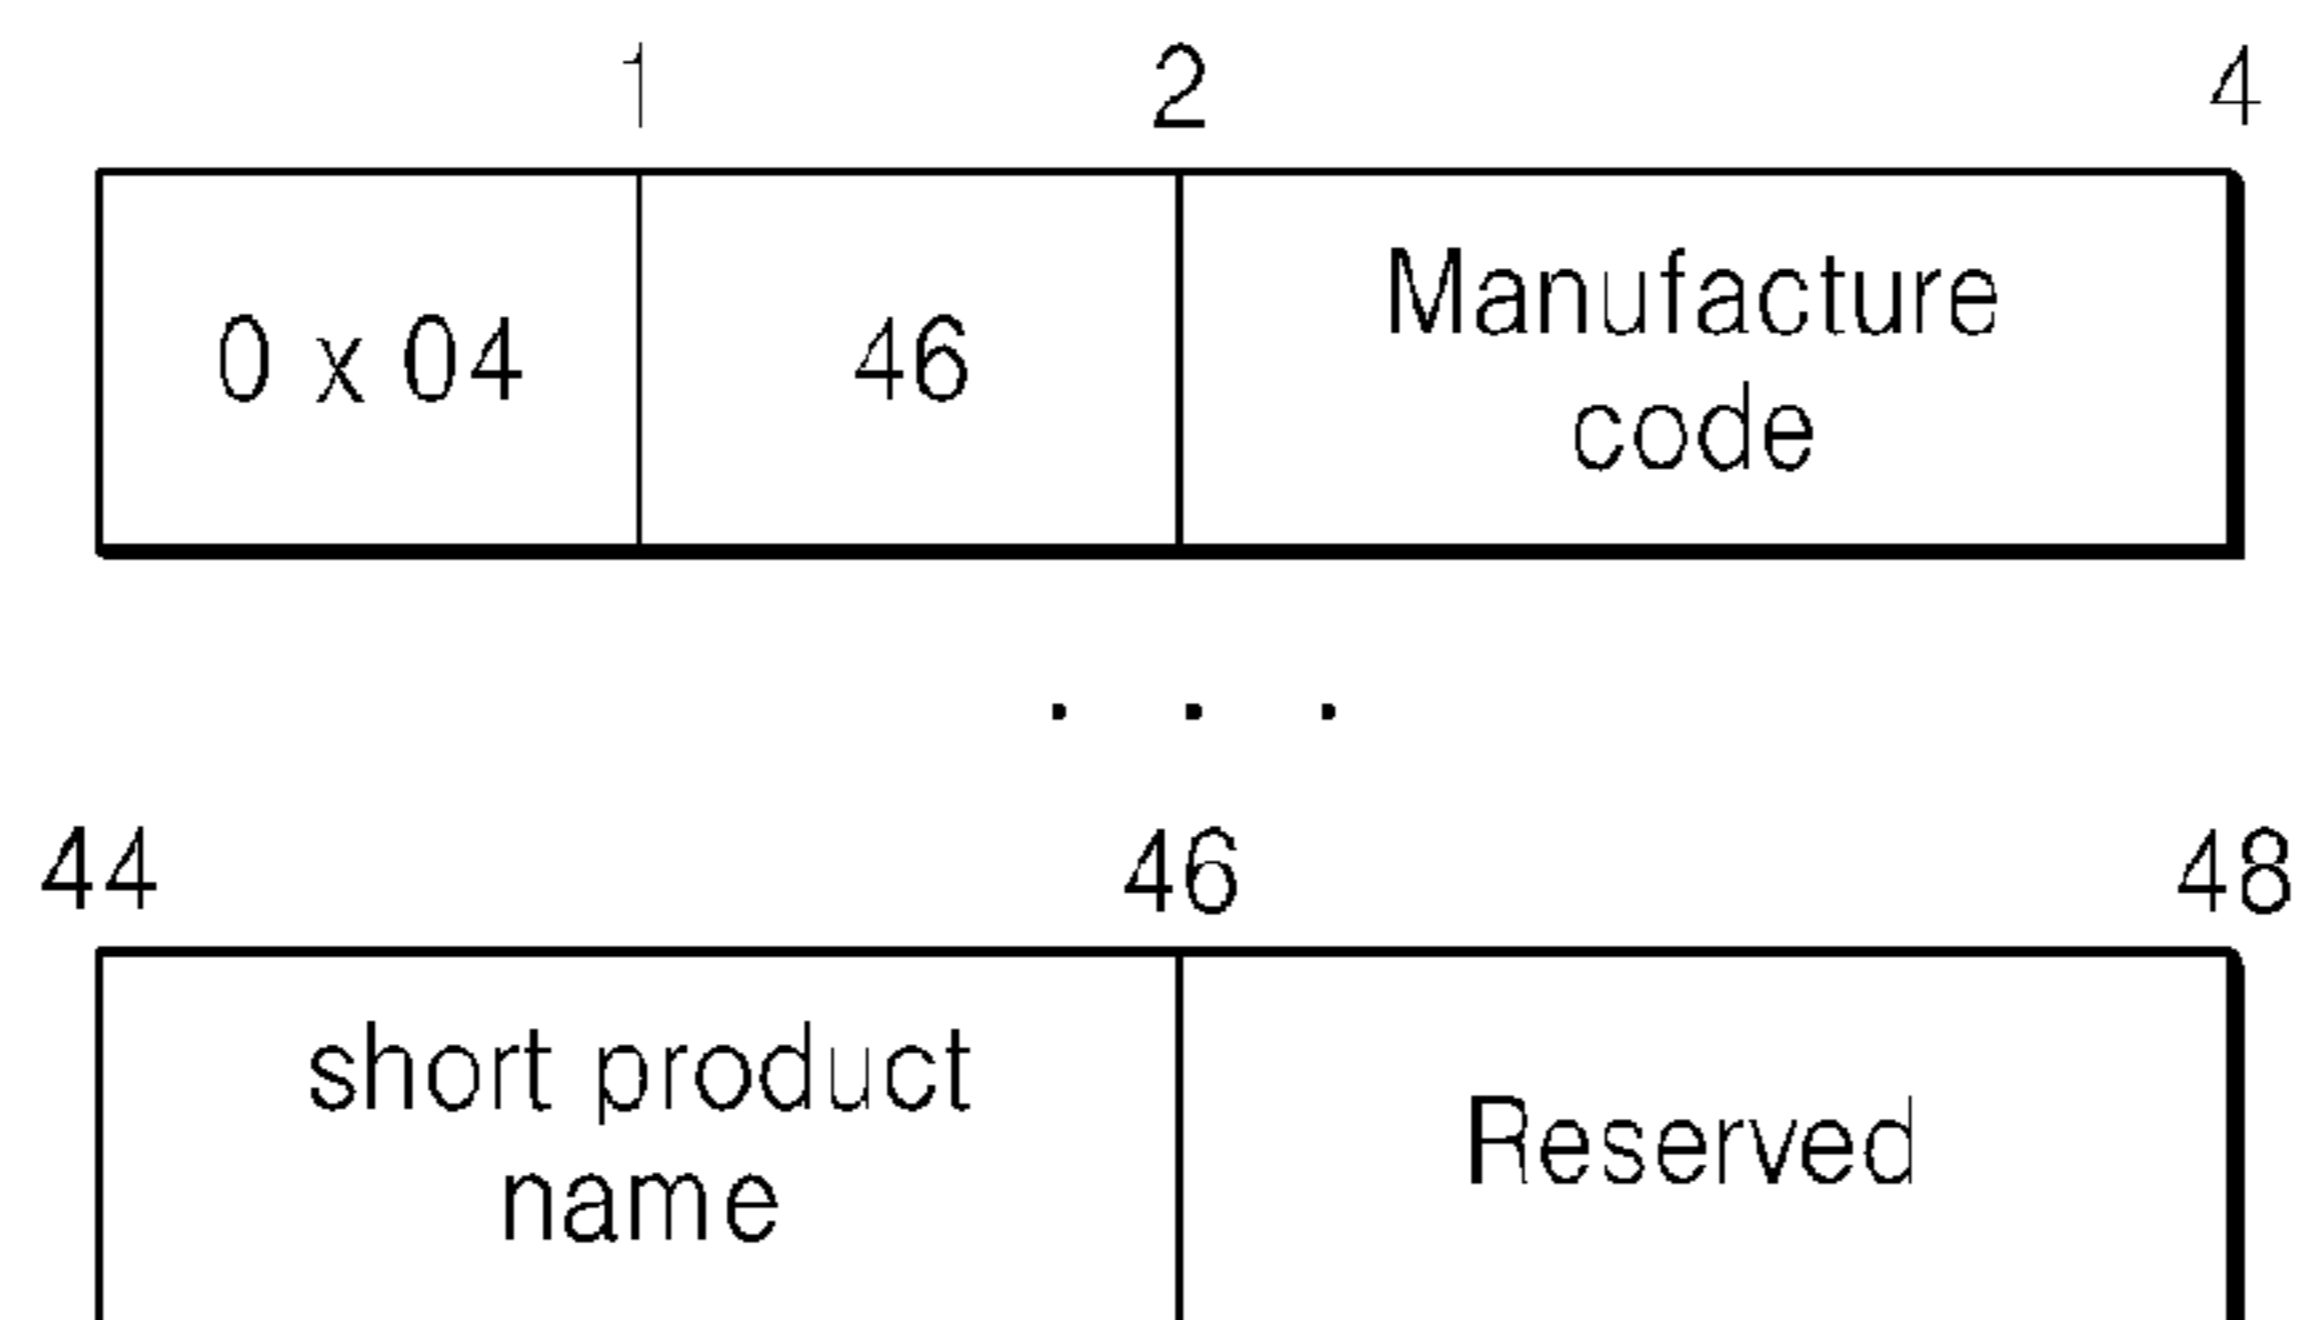 1 2 4
0 x 04 46 Manufacture
code
. . .
44 46 48
short product
name
Reserved